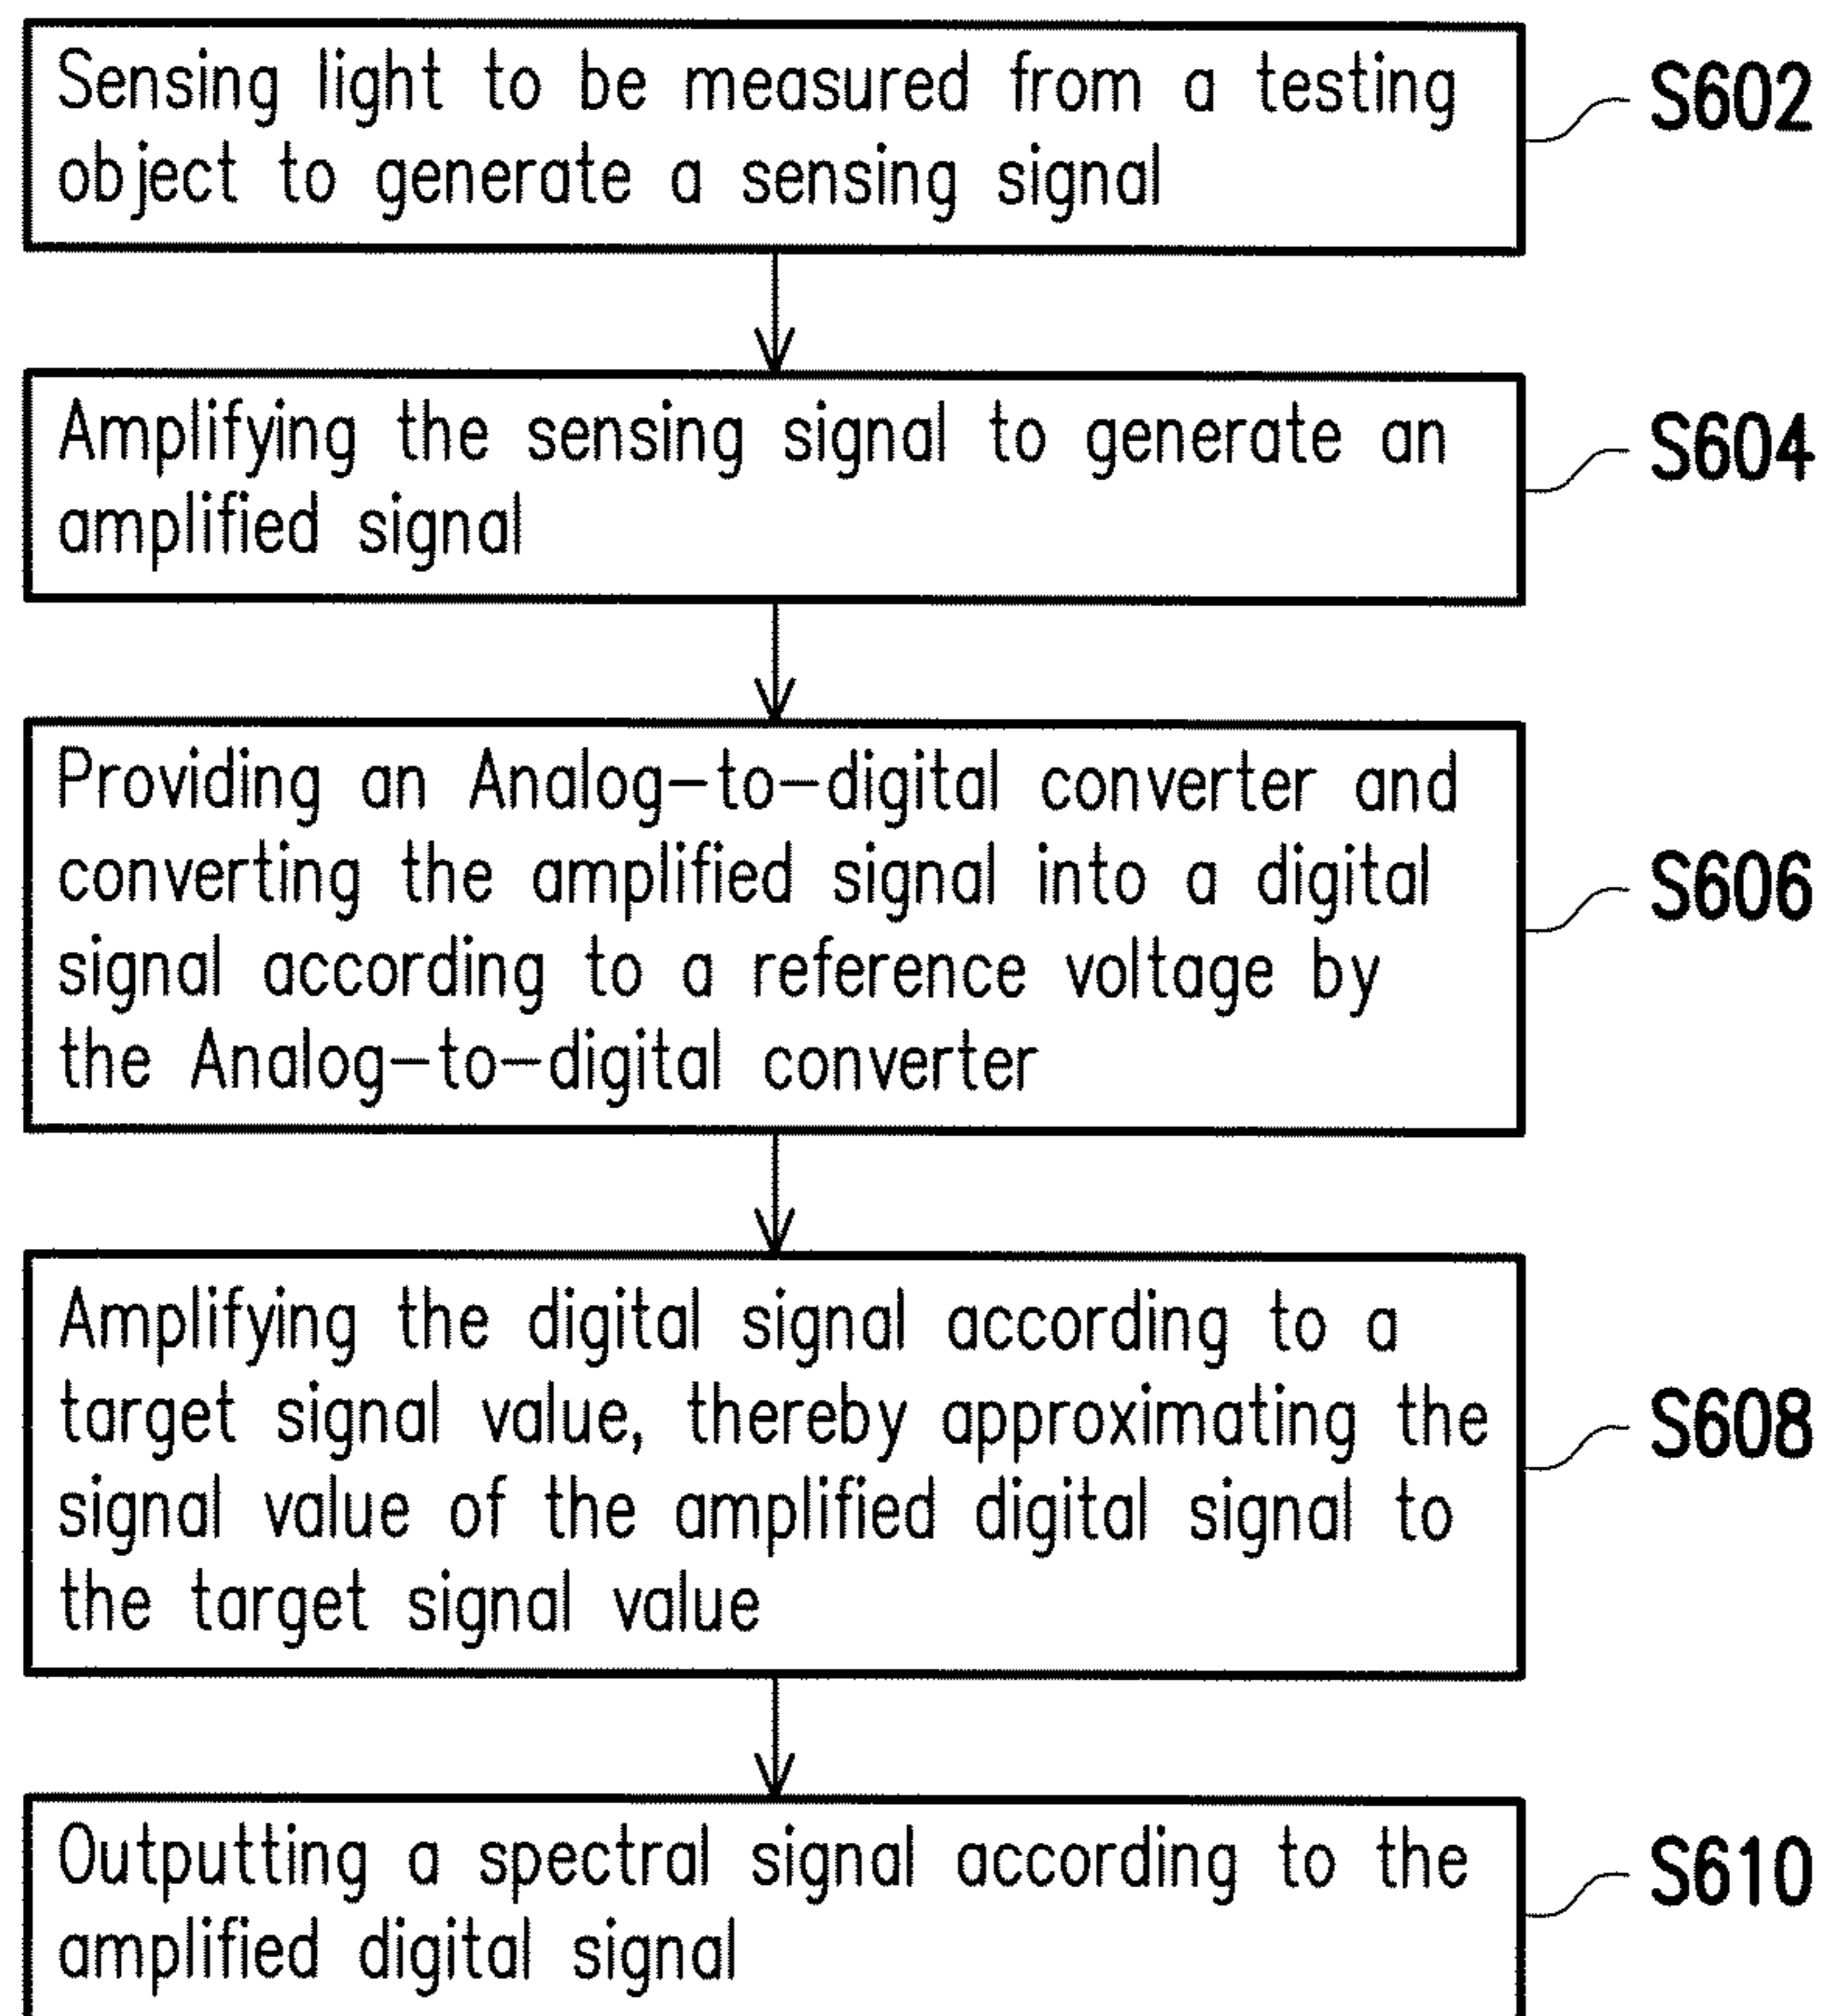 Sensing light to be measured from a testing
object to generate a sensing signal
S602
Amplifying the sensing signal to generate an
amplified signal
S604
Providing an Analog-to-digital converter and
converting the amplified signal into a digital
signal according to a reference voltage by
the Analog-to-digital converter
S606
Amplifying the digital signal according to a
target signal value, thereby approximating the
signal value of the amplified digital signal to
the target signal value
S608
Outputting a spectral signal according to the
amplified digital signal
S610